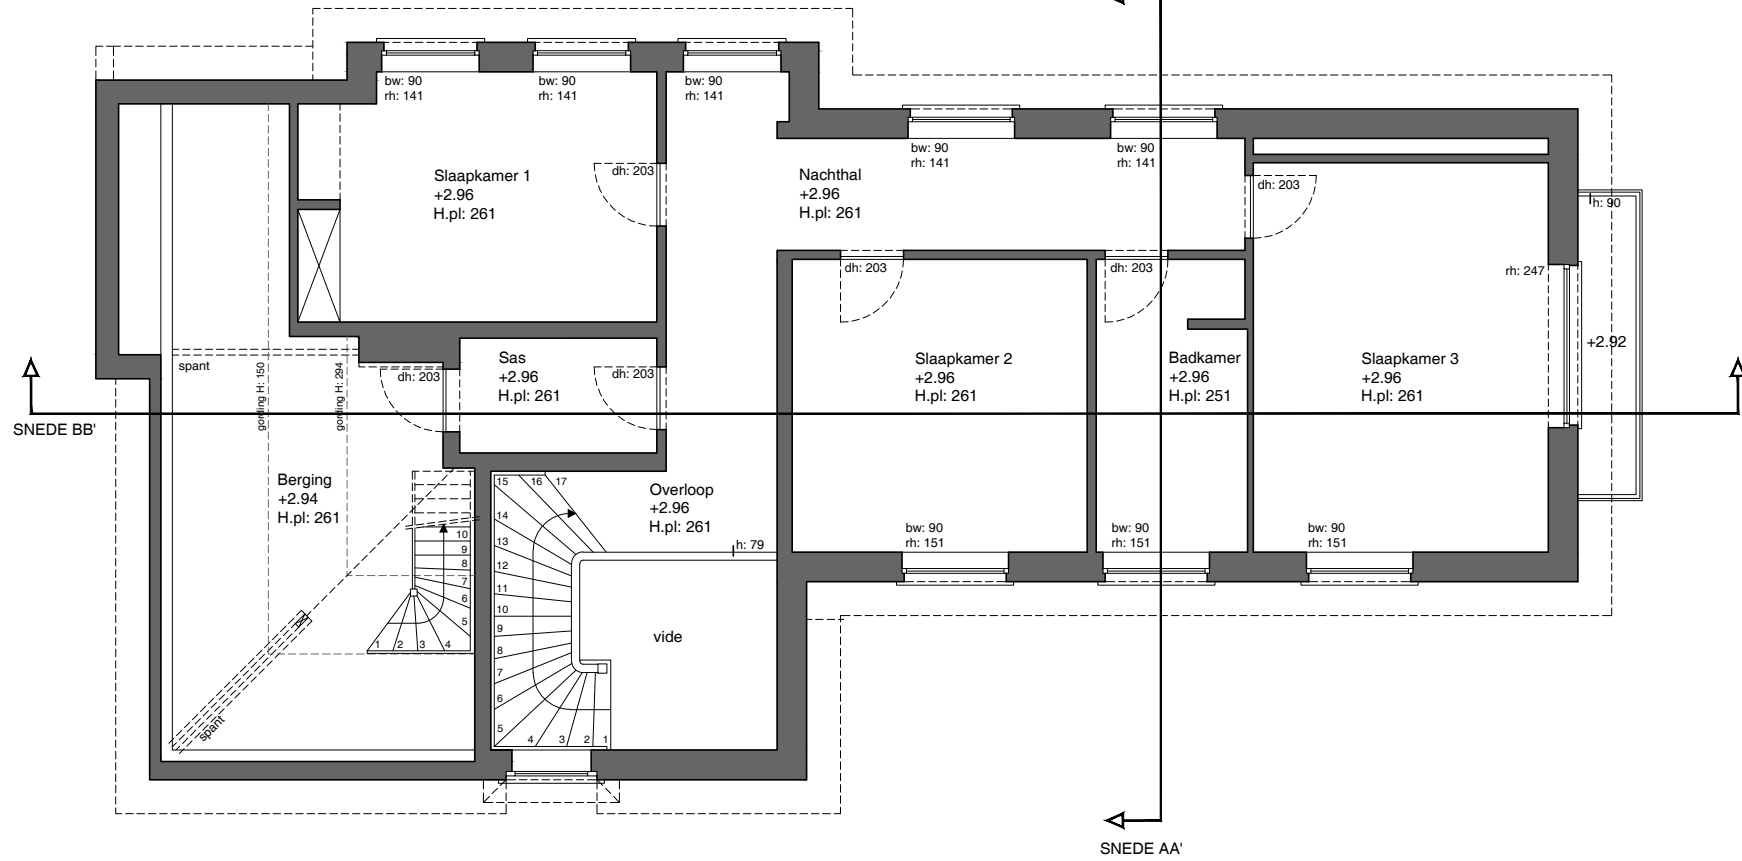 bw: 90
rh: 141
bw: 90
rh: 141
bw: 90
rh: 141
bw: 90
rh: 141
bw: 90
rh: 141
Slaapkamer 1
+2.96
H.pl: 261
dh: 203
Nachthal
+2.96
H.pl: 261
dh: 203
h: 90
dh: 203
dh: 203
rh: 247
+2.92
spant
gording H: 150
gording H: 294
dh: 203
Sas
+2.96
H.pl: 261
dh: 203
Slaapkamer 2
+2.96
H.pl: 261
Badkamer
+2.96
H.pl: 251
Slaapkamer 3
+2.96
H.pl: 261
SNEDE BB'
Berging
+2.94
H.pl: 261
10
9
8
7
6
5
4
3
2
1
15
16
17
14
13
12
11
10
9
8
7
6
5
4
3
2
1
Overloop
+2.96
H.pl: 261
h: 79
vide
bw: 90
rh: 151
bw: 90
rh: 151
bw: 90
rh: 151
spant
SNEDE AA'